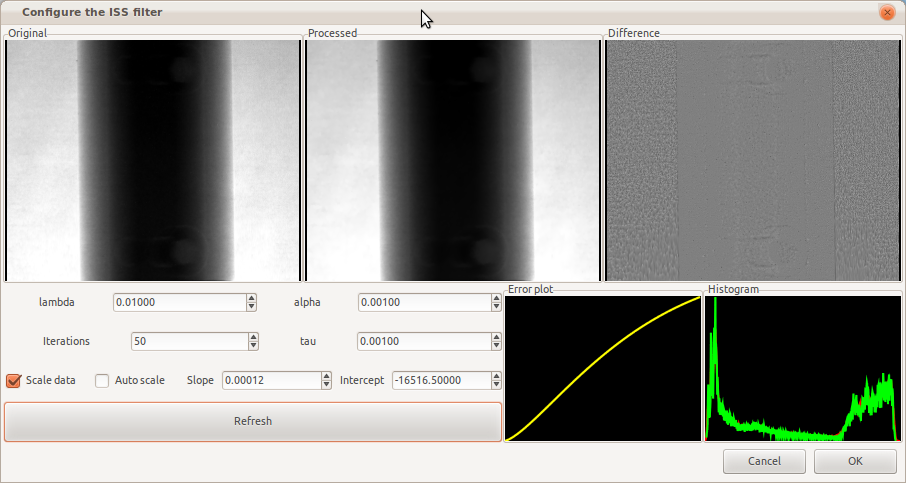 Configure the ISS filter
Original Processed Difference
lambda 0.01000 alpha 0.00100 Error plot Histogram
Iterations 50 tau 0.00100
Scale data Auto scale Slope 0.00012 Intercept -16516.50000
Refresh
Cancel OK